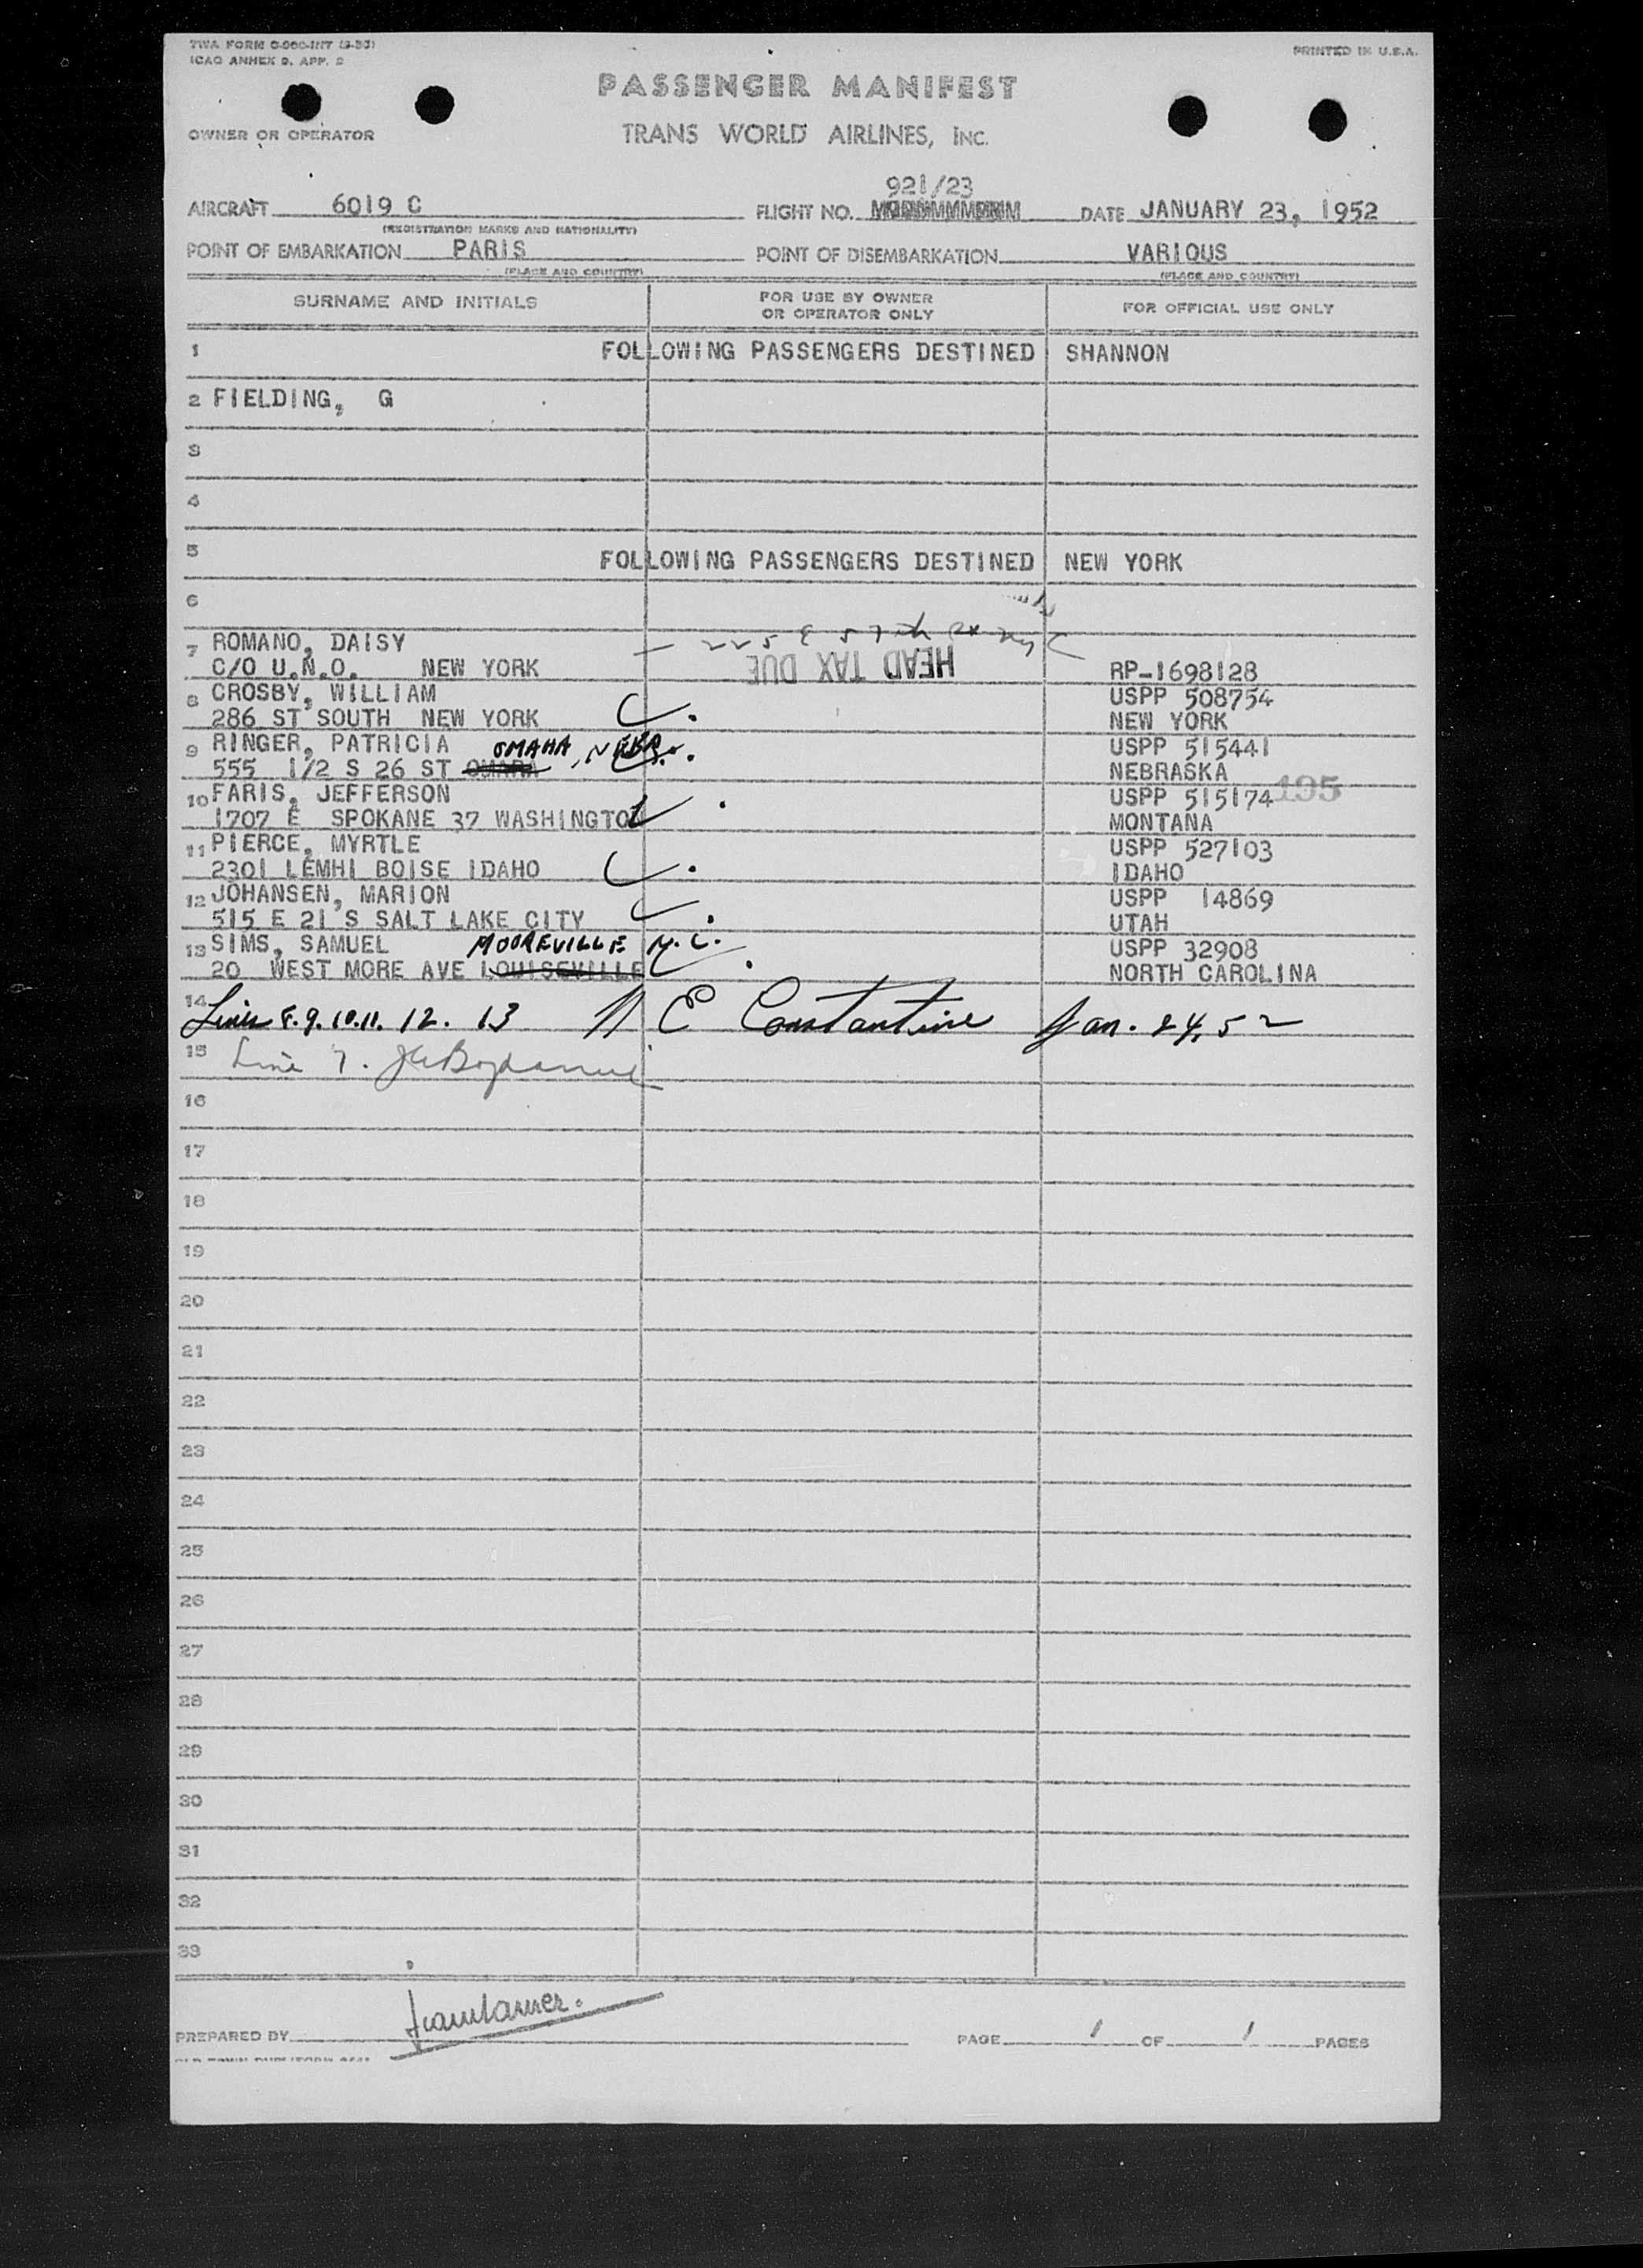 TWA FORM
ICAO ANNEX 9, APP. 2
PRINTED IN U.S.A.
PASSENGER MANIFEST
OWNER OR OPERATOR
TRANS WORLD AIRLINES, INC.
921/23
AIRCRAFT 6019 C FLIGHT NO. DATE JANUARY 23, 1952
(REGISTRATION MARKS AND NATIONALITY)
POINT OF EMBARKATION PARIS POINT OF DISEMBARKATION VARIOUS
(PLACE AND COUNTRY) (PLACE AND COUNTRY)
SURNAME AND INITIALS FOR USE BY OWNER OR OPERATOR ONLY FOR OFFICIAL USE ONLY
1 FOLLOWING PASSENGERS DESTINED SHANNON
2 FIELDING, G
3
4
5 FOLLOWING PASSENGERS DESTINED NEW YORK
6
7 ROMANO, DAISY 225 E 57th
C/O U.N.O. NEW YORK HEAD TAX DUE RP-1698128
8 CROSBY, WILLIAM USPP 508754
286 ST SOUTH NEW YORK NEW YORK
9 RINGER, PATRICIA OMAHA, NEBR. USPP 515441
555 1/2 S 26 ST OMARA NEBRASKA
10 FARIS, JEFFERSON USPP 515174 195
1707 E SPOKANE 37 WASHINGTON MONTANA
11 PIERCE, MYRTLE USPP 527103
2301 LEMHI BOISE IDAHO IDAHO
12 JOHANSEN, MARION USPP 14869
515 E 21 S SALT LAKE CITY UTAH
13 SIMS, SAMUEL MOOREVILLE N.C. USPP 32908
20 WEST MORE AVE LOUISEVILLE NORTH CAROLINA
14 Lines 8. 9. 10. 11. 12. 13 N E Constantine Jan. 24, 52
15 Line 7.
16
17
18
19
20
21
22
23
24
25
26
27
28
29
30
31
32
33
PREPARED BY PAGE 1 OF 1 PAGES